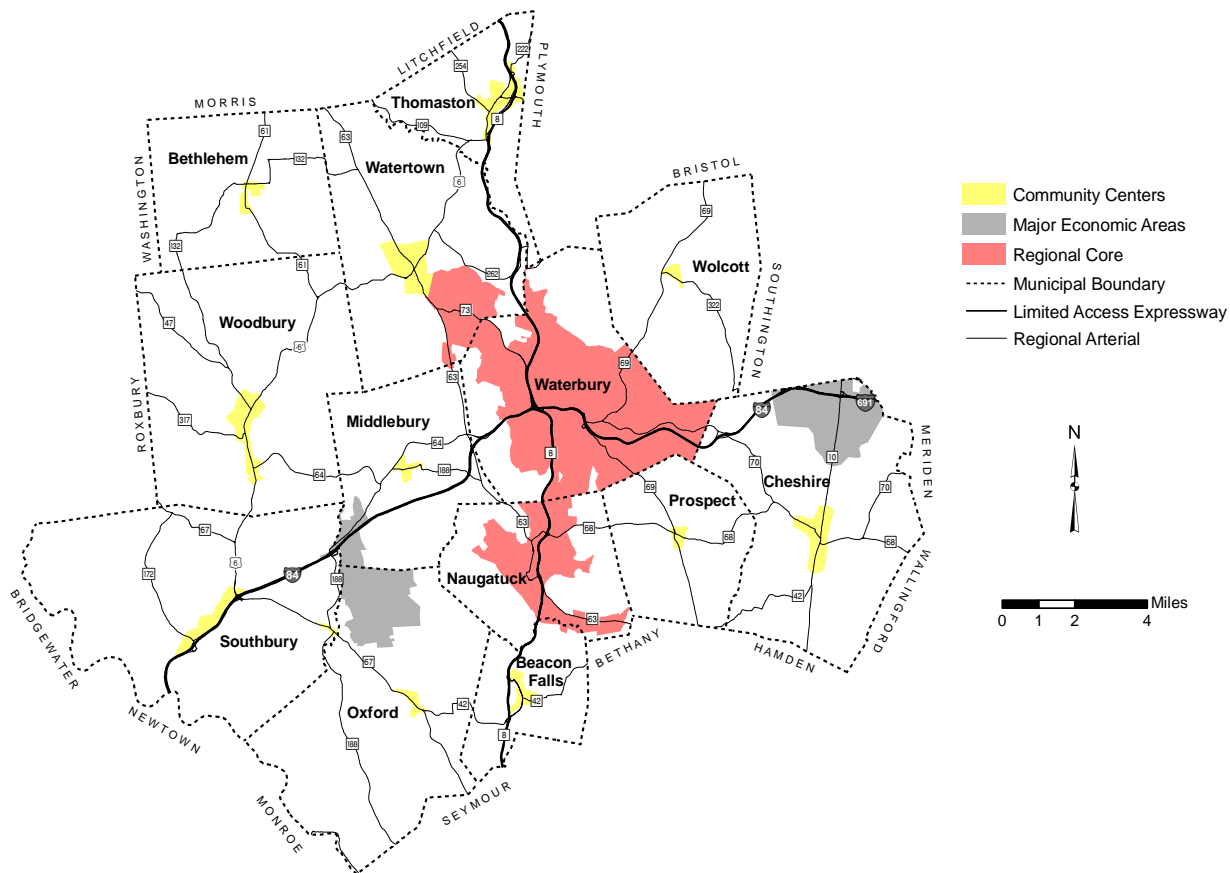 LITCHFIELD
PLYMOUTH
222
254
Thomaston
MORRIS
109
8
61
63
BRISTOL
132
Bethlehem
Watertown
6
WASHINGTON
69
Community Centers
Major Economic Areas
Regional Core
Municipal Boundary
Limited Access Expressway
Regional Arterial
132
61
262
Wolcott
SOUTHINGTON
322
73
47
Woodbury
6
69
Waterbury
63
ROXBURY
317
Middlebury
84
691
MERIDEN
64
8
10
64
188
70
70
N
69
Cheshire
Prospect
67
63
68
68
68
6
172
84
188
Naugatuck
WALLINGFORD
42
Miles
0 1 2 4
BRIDGEWATER
Southbury
63
BETHANY
HAMDEN
67
Beacon
Falls
42
42
NEWTOWN
Oxford
188
8
SEYMOUR
MONROE